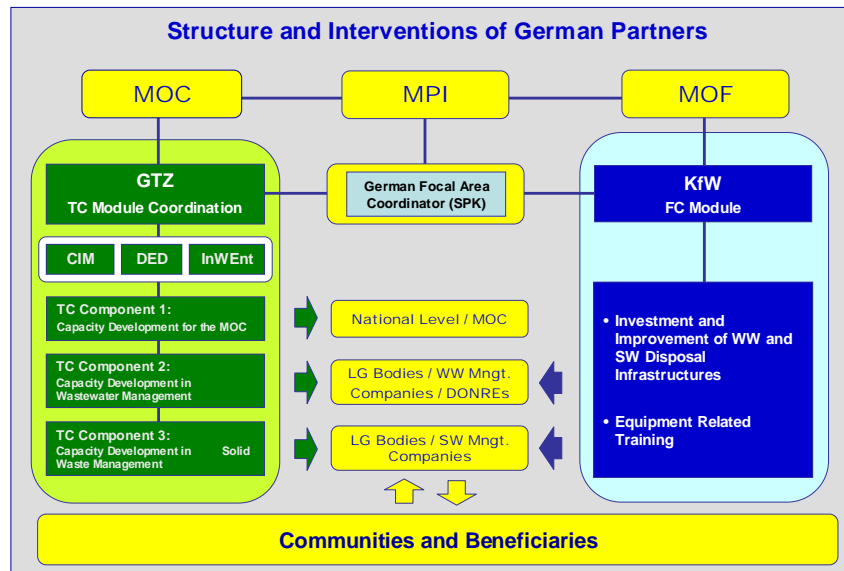 Structure and Interventions of German Partners
MOC
MPI
MOF
GTZ
TC Module Coordination
German Focal Area
Coordinator (SPK)
KfW
FC Module
CIM
DED
InWEnt
TC Component 1:
Capacity Development for the MOC
National Level / MOC
TC Component 2:
Capacity Development in
Wastewater Management
LG Bodies / WW Mngt.
Companies / DONREs
TC Component 3:
Capacity Development in Solid
Waste Management
LG Bodies / SW Mngt.
Companies
• Investment and
Improvement of WW and
SW Disposal
Infrastructures
• Equipment Related
Training
Communities and Beneficiaries